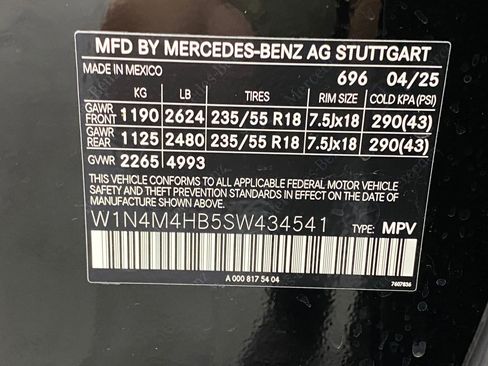 MFD BY MERCEDES-BENZ AG STUTTGART
MADE IN MEXICO 696 04/25
KG LB TIRES RIM SIZE COLD KPA (PSI)
GAWR FRONT 1190 2624 235/55 R18 7.5Jx18 290(43)
GAWR REAR 1125 2480 235/55 R18 7.5Jx18 290(43)
GVWR 2265 4993
THIS VEHICLE CONFORMS TO ALL APPLICABLE FEDERAL MOTOR VEHICLE
SAFETY BUMPER, AND THEFT PREVENTION STANDARDS IN EFFECT ON THE
DATE OF MANUFACTURE SHOWN ABOVE.
W1N4M4HB5SW434541 TYPE: MPV
A 000 817 54 04
7607836